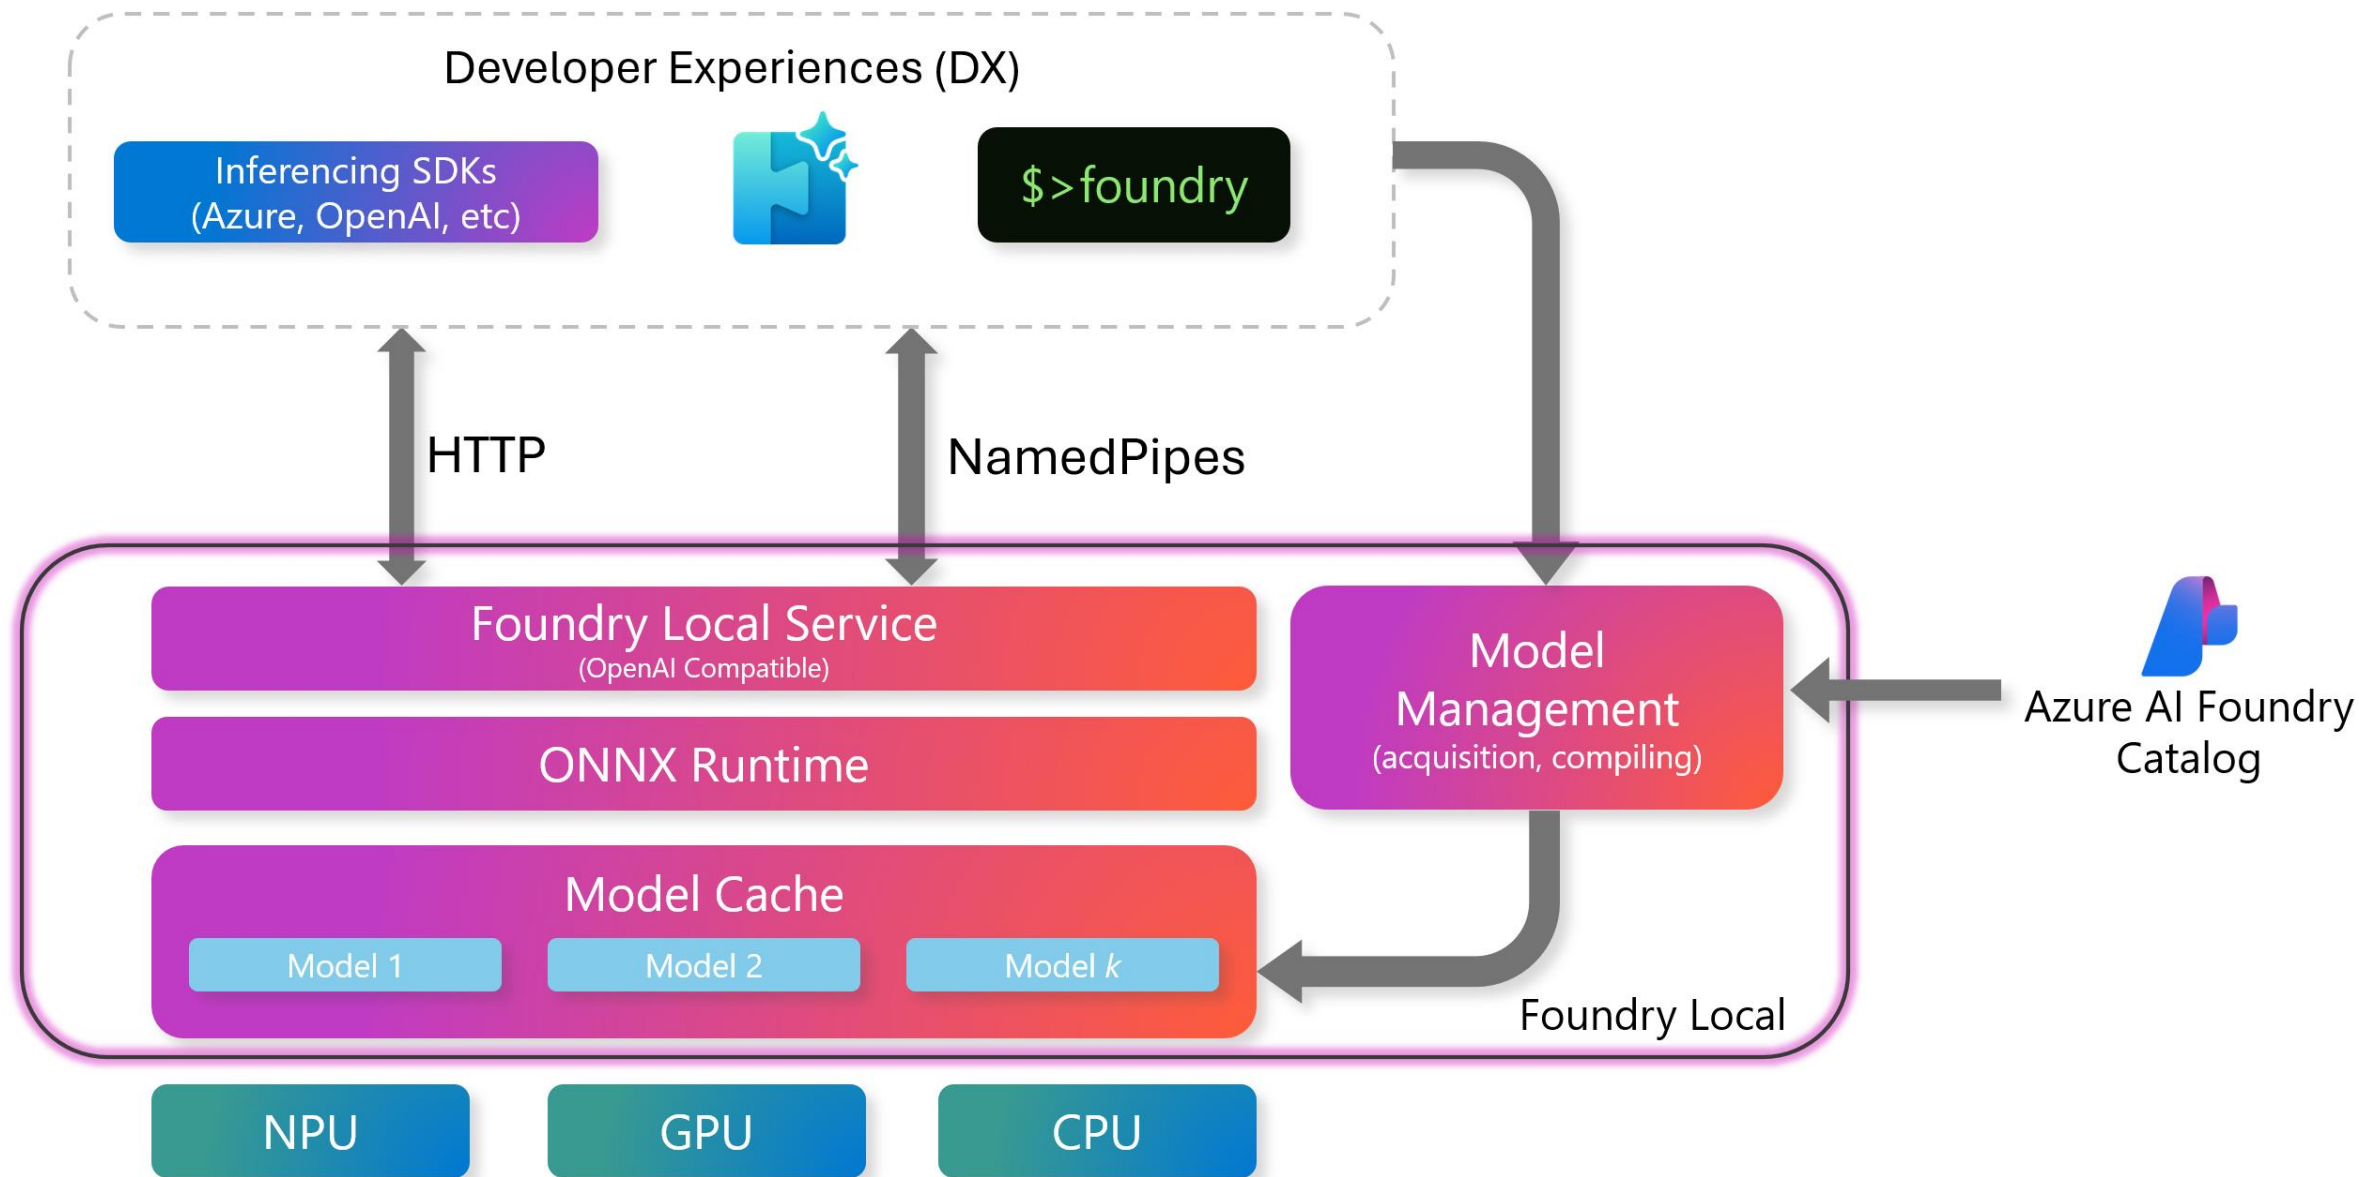 Developer Experiences (DX)
Inferencing SDKs
(Azure, OpenAI, etc)
$>foundry
HTTP
NamedPipes
Foundry Local Service
(OpenAI Compatible)
ONNX Runtime
Model Cache
Model 1
Model 2
Model k
Model
Management
(acquisition, compiling)
Azure AI Foundry
Catalog
Foundry Local
NPU
GPU
CPU